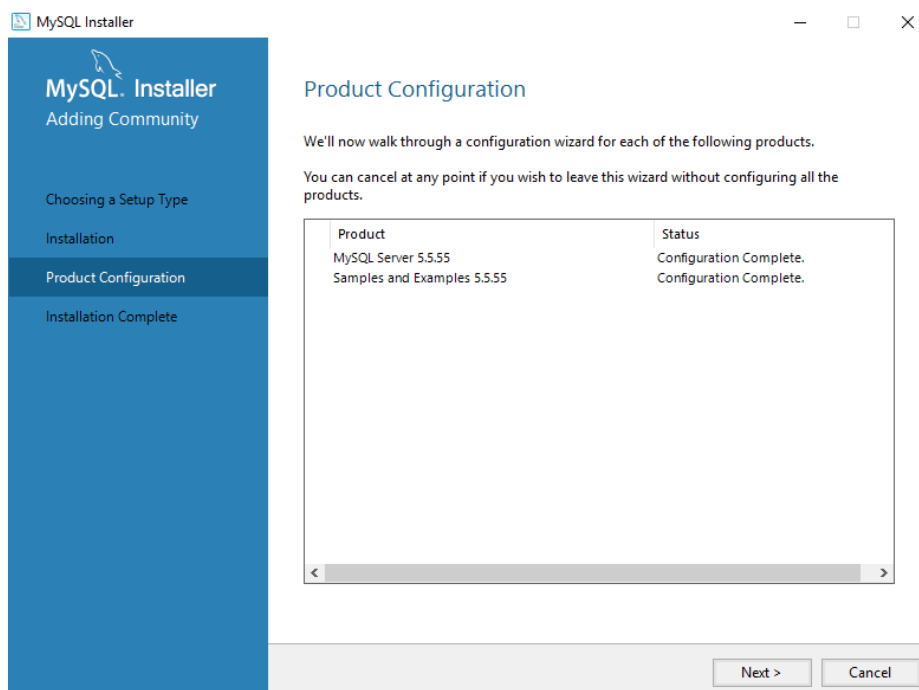 MySQL Installer
MySQL. Installer
Adding Community
Choosing a Setup Type
Installation
Product Configuration
Installation Complete
Product Configuration
We'll now walk through a configuration wizard for each of the following products.
You can cancel at any point if you wish to leave this wizard without configuring all the
products.
Product Status
MySQL Server 5.5.55 Configuration Complete.
Samples and Examples 5.5.55 Configuration Complete.
Next > Cancel